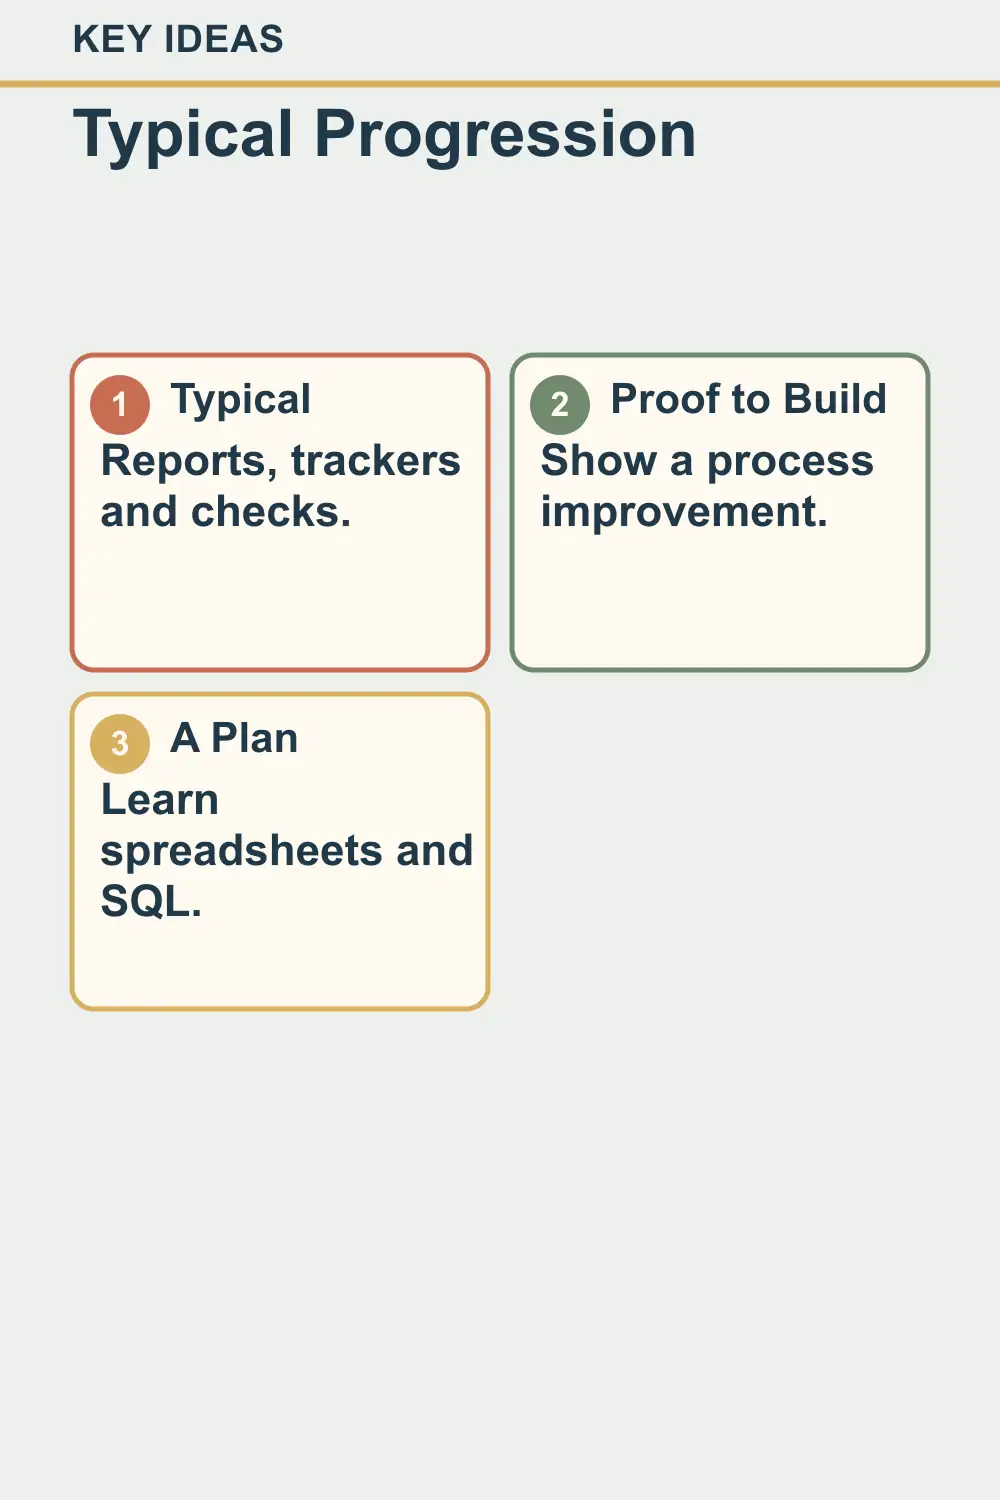 KEY IDEAS
Typical Progression
1 Typical
Reports, trackers
and checks.
2 Proof to Build
Show a process
improvement.
3 A Plan
Learn
spreadsheets and
SQL.